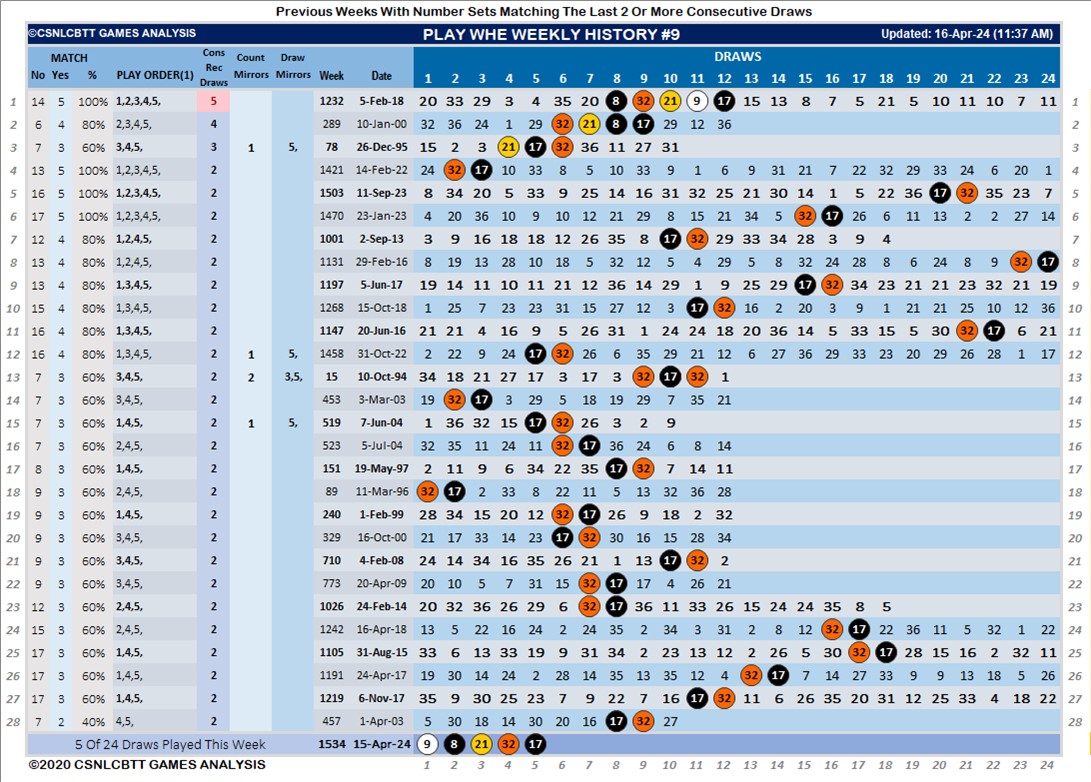 Previous Weeks With Number Sets Matching The Last 2 Or More Consecutive Draws
©CSNLCBTT GAMES ANALYSIS PLAY WHE WEEKLY HISTORY #9 Updated: 16-Apr-24 (11:37 AM)
MATCH Cons Rec Draws Count Mirrors Draw Mirrors DRAWS
No Yes % PLAY ORDER(1) Week Date 1 2 3 4 5 6 7 8 9 10 11 12 13 14 15 16 17 18 19 20 21 22 23 24
1 14 5 100% 1,2,3,4,5, 5 1232 5-Feb-18 20 33 29 3 4 35 20 8 32 21 9 17 15 13 8 7 5 21 5 10 11 10 7 11 1
2 6 4 80% 2,3,4,5, 4 289 10-Jan-00 32 36 24 1 29 32 21 8 17 29 12 36 2
3 7 3 60% 3,4,5, 3 1 5, 78 26-Dec-95 15 2 3 21 17 32 36 11 27 31 3
4 13 5 100% 1,2,3,4,5, 2 1421 14-Feb-22 24 32 17 10 33 8 5 10 33 9 1 6 9 31 21 7 22 32 29 33 24 6 20 1 4
5 16 5 100% 1,2,3,4,5, 2 1503 11-Sep-23 8 34 20 5 33 9 25 14 16 31 32 25 21 30 14 1 5 22 36 17 32 35 23 7 5
6 17 5 100% 1,2,3,4,5, 2 1470 23-Jan-23 4 20 36 10 9 10 12 21 29 8 15 21 34 5 32 17 26 6 11 13 2 2 27 14 6
7 12 4 80% 1,2,4,5, 2 1001 2-Sep-13 3 9 16 18 18 12 26 35 8 17 32 29 33 34 28 3 9 4 7
8 13 4 80% 1,2,4,5, 2 1131 29-Feb-16 8 19 13 28 10 18 5 32 12 5 4 29 5 8 32 24 28 8 6 24 8 9 32 17 8
9 13 4 80% 1,3,4,5, 2 1197 5-Jun-17 19 14 11 10 11 21 12 36 14 29 1 9 25 29 17 32 34 23 21 21 23 32 21 19 9
10 15 4 80% 1,3,4,5, 2 1268 15-Oct-18 1 25 7 23 23 31 15 27 12 3 17 32 16 2 20 3 9 1 21 21 25 10 12 36 10
11 16 4 80% 1,3,4,5, 2 1147 20-Jun-16 21 21 4 16 9 5 26 31 1 24 24 18 20 36 14 11 5 33 15 5 30 32 17 6 21 11
12 16 4 80% 1,3,4,5, 2 1 5, 1458 31-Oct-22 2 22 9 24 17 32 26 6 35 29 21 12 6 27 36 29 33 23 20 29 26 28 1 17 12
13 7 3 60% 3,4,5, 2 2 3,5, 15 10-Oct-94 34 18 21 27 17 3 17 3 32 17 32 1 13
14 7 3 60% 3,4,5, 2 453 3-Mar-03 19 32 17 3 29 5 18 19 29 7 35 21 14
15 7 3 60% 1,4,5, 2 1 5, 519 7-Jun-04 1 36 32 15 17 32 26 3 2 9 15
16 7 3 60% 2,4,5, 2 523 5-Jul-04 32 35 11 24 11 32 17 36 24 6 8 14 16
17 8 3 60% 1,4,5, 2 151 19-May-97 2 11 9 6 34 22 35 17 32 7 14 11 17
18 9 3 60% 2,4,5, 2 89 11-Mar-96 32 17 2 33 8 22 11 5 13 32 36 28 18
19 9 3 60% 1,4,5, 2 240 1-Feb-99 28 34 15 20 12 32 17 26 9 18 2 32 19
20 9 3 60% 3,4,5, 2 329 16-Oct-00 21 17 33 14 23 17 32 30 16 15 28 34 20
21 9 3 60% 3,4,5, 2 710 4-Feb-08 24 14 34 16 35 26 21 1 13 17 32 2 21
22 9 3 60% 3,4,5, 2 773 20-Apr-09 20 10 5 7 31 15 32 17 4 26 21 22
23 12 3 60% 2,4,5, 2 1026 24-Feb-14 20 32 36 26 29 6 32 17 36 11 33 26 15 24 24 35 8 5 23
24 15 3 60% 2,4,5, 2 1242 16-Apr-18 13 5 22 16 24 2 24 35 2 34 3 31 2 8 12 32 17 22 36 11 5 32 1 22 24
25 17 3 60% 1,4,5, 2 1105 31-Aug-15 33 6 13 33 19 9 31 34 2 23 13 12 2 26 5 30 32 17 28 15 16 2 32 11 25
26 17 3 60% 1,4,5, 2 1191 24-Apr-17 19 30 14 24 2 28 14 35 13 35 12 4 32 17 7 14 27 33 9 9 13 18 5 26 26
27 17 3 60% 1,4,5, 2 1219 6-Nov-17 35 9 30 25 23 7 9 22 7 16 17 32 11 6 26 35 20 31 12 25 33 4 18 22 27
28 7 2 40% 4,5, 2 457 1-Apr-03 5 30 18 14 30 20 16 17 32 27 28
5 Of 24 Draws Played This Week 1534 15-Apr-24 9 8 21 32 17
©2020 CSNLCBTT GAMES ANALYSIS 1 2 3 4 5 6 7 8 9 10 11 12 13 14 15 16 17 18 19 20 21 22 23 24